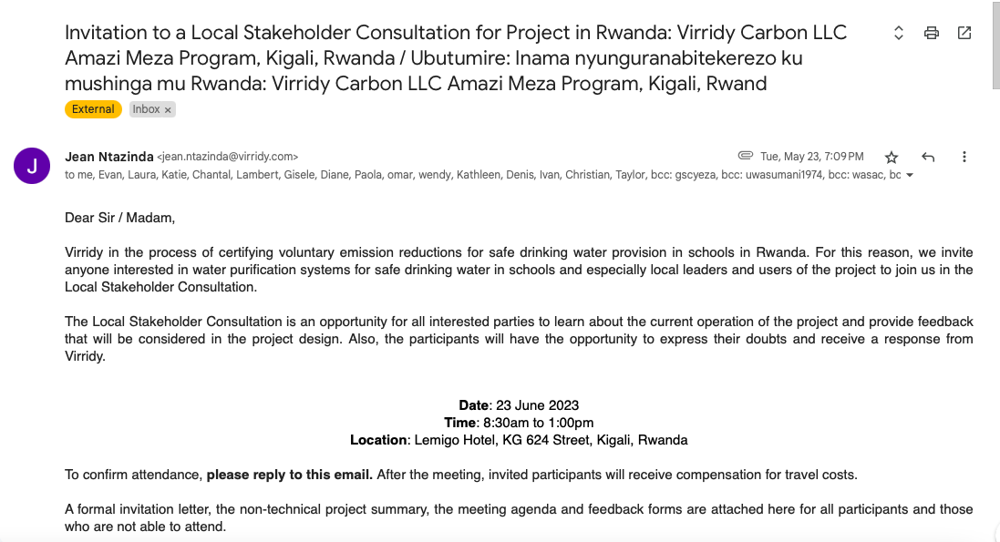 Invitation to a Local Stakeholder Consultation for Project in Rwanda: Virridy Carbon LLC
Amazi Meza Program, Kigali, Rwanda / Ubutumire: Inama nyunguranabitekerezo ku
mushinga mu Rwanda: Virridy Carbon LLC Amazi Meza Program, Kigali, Rwand
External Inbox ×
J
Jean Ntazinda <jean.ntazinda@virridy.com> Tue, May 23, 7:09 PM
to me, Evan, Laura, Katie, Chantal, Lambert, Gisele, Diane, Paola, omar, wendy, Kathleen, Denis, Ivan, Christian, Taylor, bcc: gscyeza, bcc: uwasumani1974, bcc: wasac, bc
Dear Sir / Madam,
Virridy in the process of certifying voluntary emission reductions for safe drinking water provision in schools in Rwanda. For this reason, we invite
anyone interested in water purification systems for safe drinking water in schools and especially local leaders and users of the project to join us in the
Local Stakeholder Consultation.
The Local Stakeholder Consultation is an opportunity for all interested parties to learn about the current operation of the project and provide feedback
that will be considered in the project design. Also, the participants will have the opportunity to express their doubts and receive a response from
Virridy.
Date: 23 June 2023
Time: 8:30am to 1:00pm
Location: Lemigo Hotel, KG 624 Street, Kigali, Rwanda
To confirm attendance, please reply to this email. After the meeting, invited participants will receive compensation for travel costs.
A formal invitation letter, the non-technical project summary, the meeting agenda and feedback forms are attached here for all participants and those
who are not able to attend.